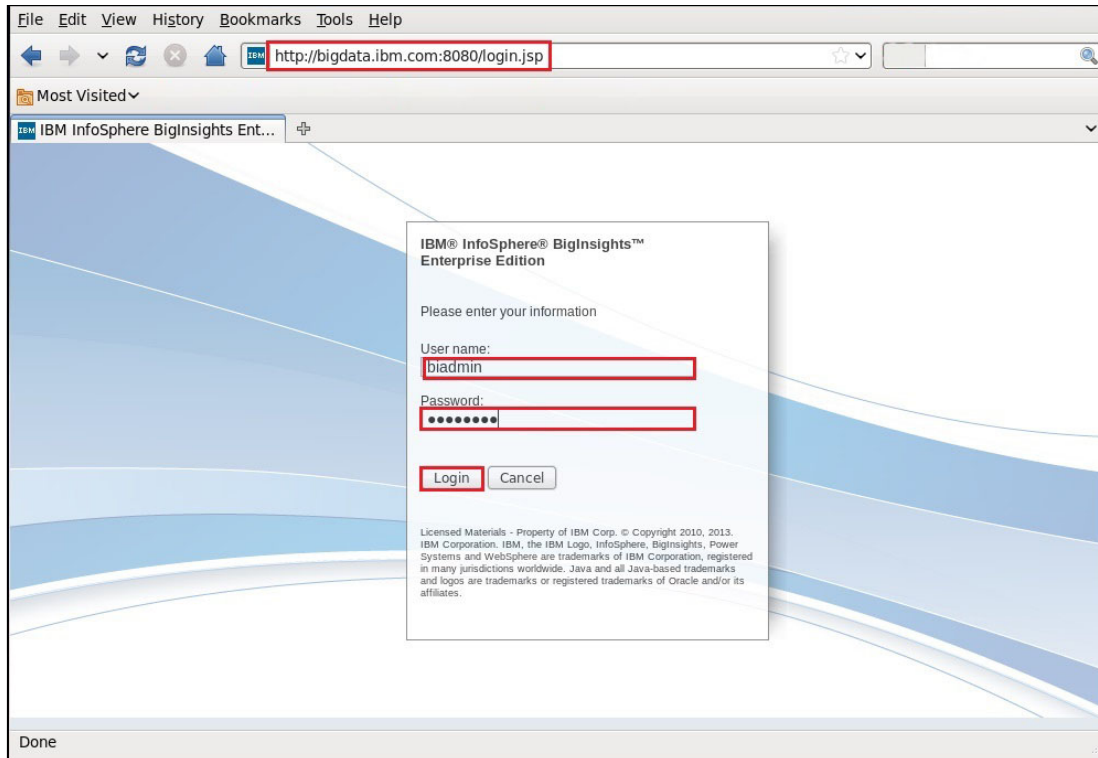 File Edit View History Bookmarks Tools Help
IBM http://bigdata.ibm.com:8080/login.jsp
Most Visited
IBM IBM InfoSphere BigInsights Ent...
IBM® InfoSphere® BigInsights™
Enterprise Edition
Please enter your information
User name:
biadmin
Password:
••••••••
Login Cancel
Licensed Materials - Property of IBM Corp. © Copyright 2010, 2013.
IBM Corporation. IBM, the IBM Logo, InfoSphere, BigInsights, Power
Systems and WebSphere are trademarks of IBM Corporation, registered
in many jurisdictions worldwide. Java and all Java-based trademarks
and logos are trademarks or registered trademarks of Oracle and/or its
affiliates.
Done